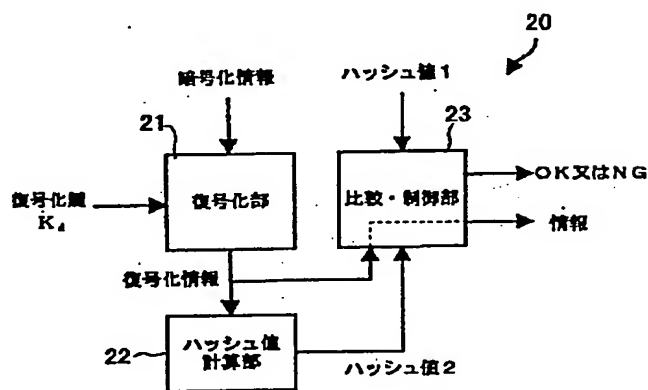 20
暗号化情報
ハッシュ値1
21
23
復号化鍵
Kd
復号化部
比較・制御部
OK又はNG
情報
復号化情報
22
ハッシュ値
計算部
ハッシュ値2